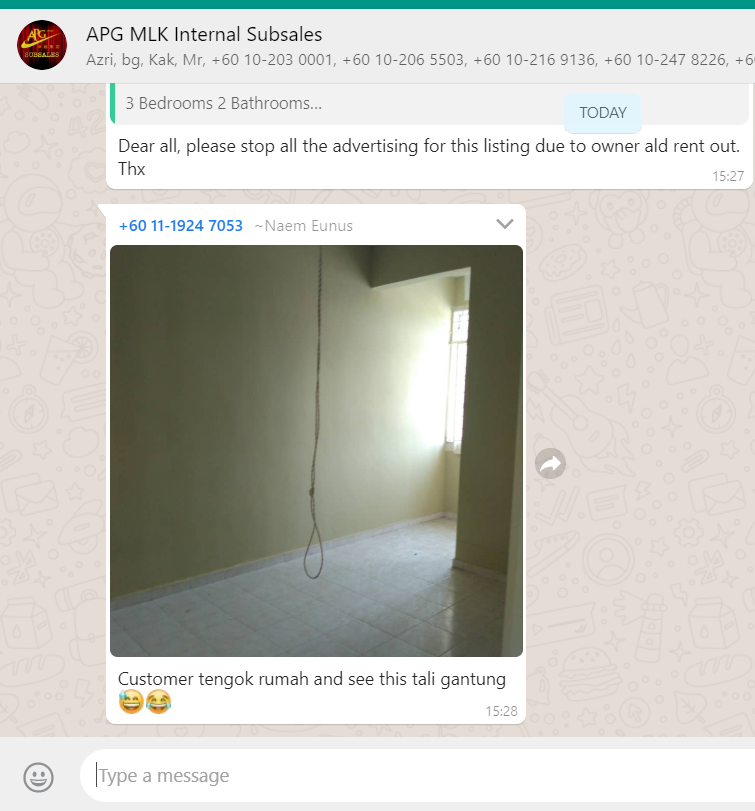 APG MLK Internal Subsales
Azri, bg, Kak, Mr, +60 10-203 0001, +60 10-206 5503, +60 10-216 9136, +60 10-247 8226, +6
APG
SUBSALES
3 Bedrooms 2 Bathrooms...
TODAY
Dear all, please stop all the advertising for this listing due to owner ald rent out.
Thx
15:27
+60 11-1924 7053 ~Naem Eunus
Customer tengok rumah and see this tali gantung
😅😂
15:28
Type a message